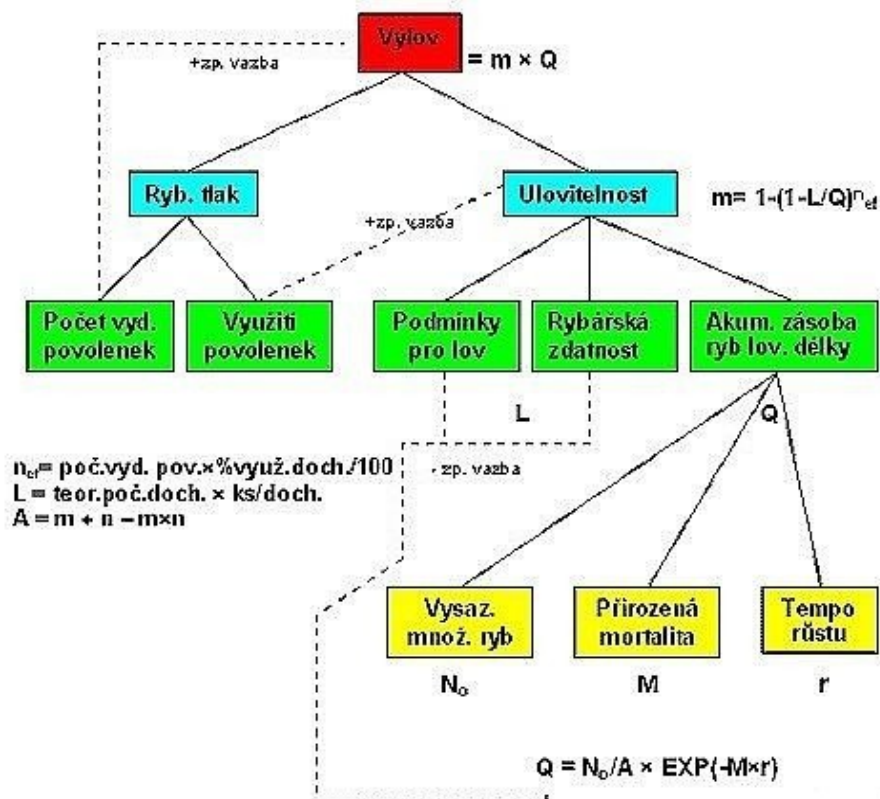 Výlov
+zp. vazba
= m × Q
Ryb. tlak
Ulovitelnost
m= 1-(1-L/Q)ⁿef
+zp. vazba
Počet vyd.
povolenek
Využití
povolenek
Podmínky
pro lov
Rybářská
zdatnost
Akum. zásoba
ryb lov. délky
L
Q
nef= poč.vyd. pov.×%využ.doch./100
L = teor.poč.doch. × ks/doch.
A = m + n – m×n
- zp. vazba
Vysaz.
množ. ryb
Přirozená
mortalita
Tempo
růstu
N₀
M
r
Q = N₀/A × EXP(-M×r)